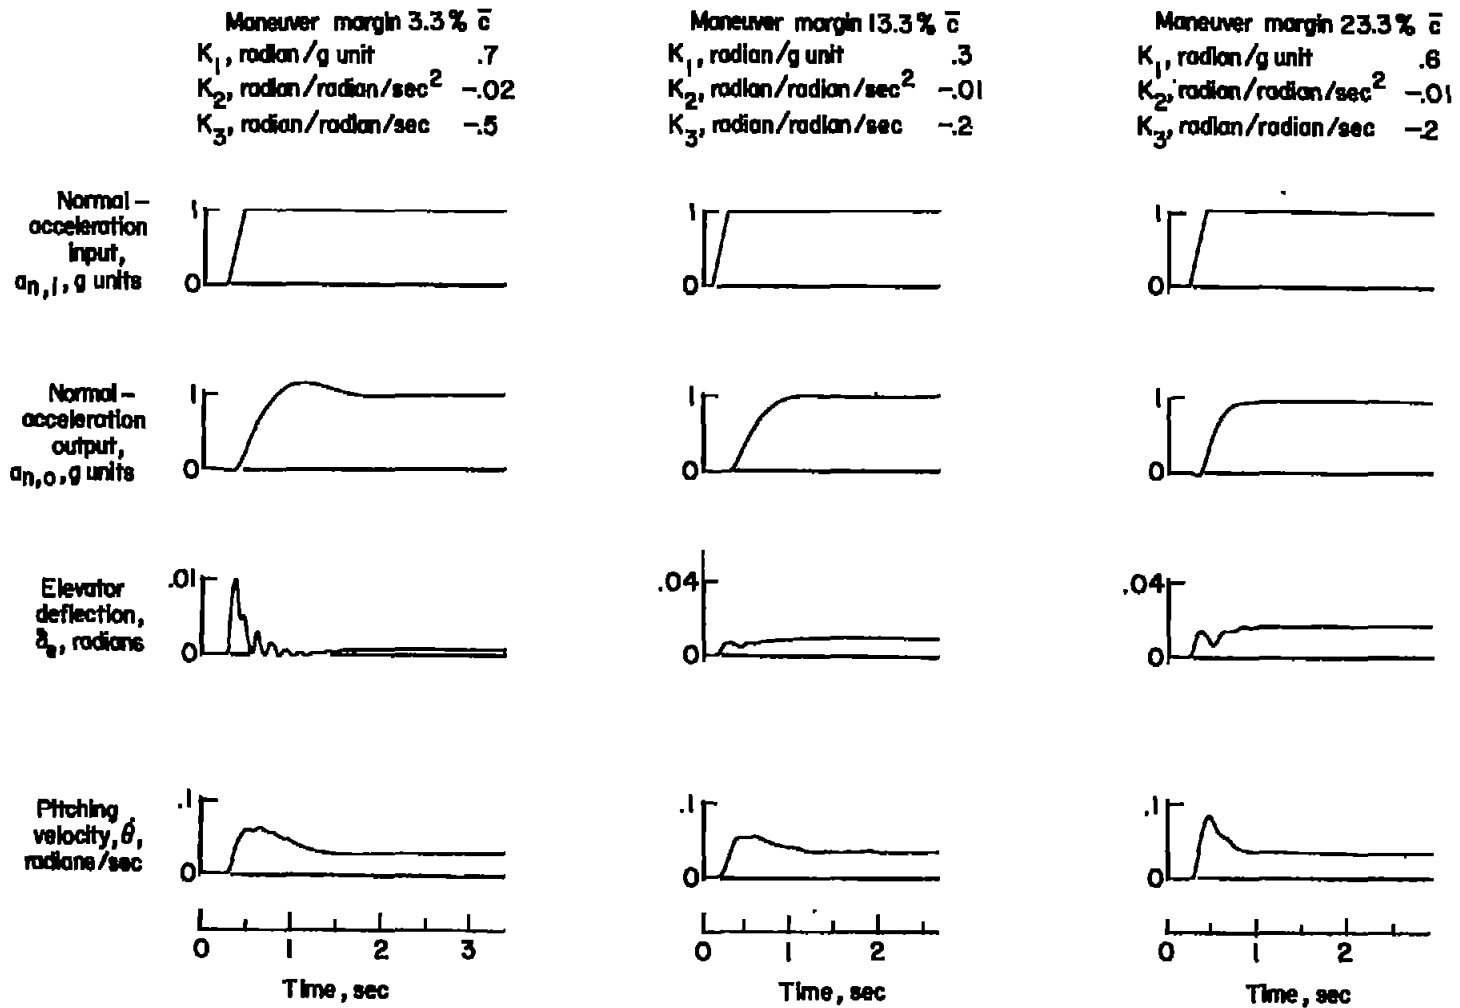 Maneuver margin 3.3% c̄
K₁, radian/g unit .7
K₂, radian/radian/sec² -.02
K₃, radian/radian/sec -.5
Maneuver margin 13.3% c̄
K₁, radian/g unit .3
K₂, radian/radian/sec² -.01
K₃, radian/radian/sec -.2
Maneuver margin 23.3% c̄
K₁, radian/g unit .6
K₂, radian/radian/sec² -.01
K₃, radian/radian/sec -.2
Normal–
acceleration
input,
aₙ,ᵢ, g units
1
0
1
0
1
0
Normal–
acceleration
output,
aₙ,ₒ, g units
1
0
1
0
1
0
Elevator
deflection,
δₑ, radians
.01
0
.04
0
.04
0
Pitching
velocity, θ̇,
radians/sec
.1
0
.1
0
.1
0
0 1 2 3
Time, sec
0 1 2
Time, sec
0 1 2
Time, sec